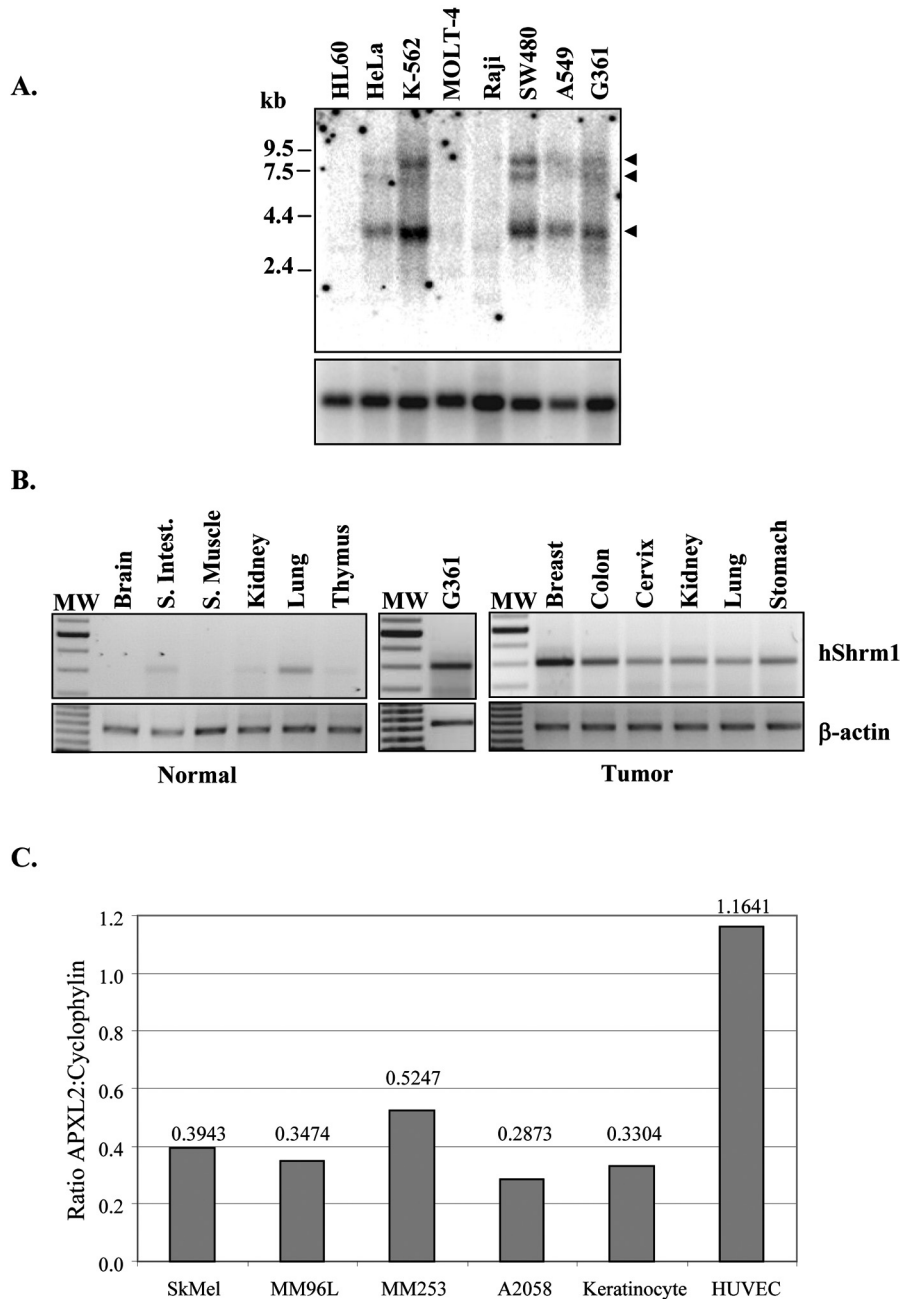 A.
kb
HL60 HeLa K-562 MOLT-4 Raji SW480 A549 G361
9.5
7.5
4.4
2.4
B.
MW Brain S. Intest. S. Muscle Kidney Lung Thymus MW G361 MW Breast Colon Cervix Kidney Lung Stomach
hShrm1
β-actin
Normal Tumor
C.
Ratio APXL2:Cyclophylin
1.2
1.0
0.8
0.6
0.4
0.2
0.0
0.3943 0.3474 0.5247 0.2873 0.3304 1.1641
SkMel MM96L MM253 A2058 Keratinocyte HUVEC